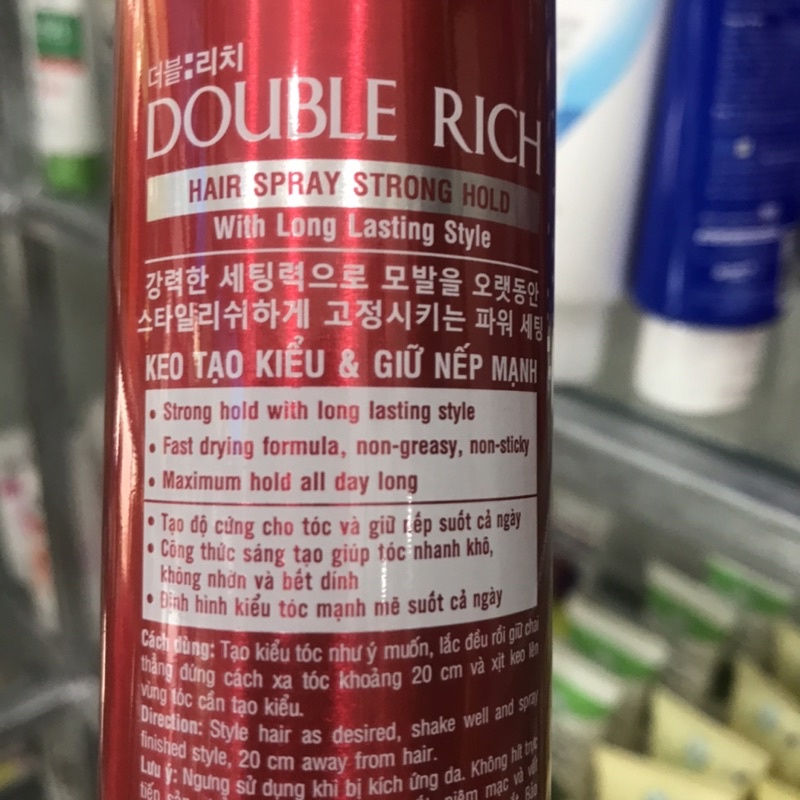 더블:리치
DOUBLE RICH
HAIR SPRAY STRONG HOLD
With Long Lasting Style
강력한 세팅력으로 모발을 오랫동안
스타일리쉬하게 고정시키는 파워 세팅
KEO TẠO KIỂU & GIỮ NẾP MẠNH
• Strong hold with long lasting style
• Fast drying formula, non-greasy, non-sticky
• Maximum hold all day long
• Tạo độ cứng cho tóc và giữ nếp suốt cả ngày
• Công thức sáng tạo giúp tóc nhanh khô,
không nhờn và bết dính
• Định hình kiểu tóc mạnh mẽ suốt cả ngày
Cách dùng: Tạo kiểu tóc như ý muốn, lắc đều rồi giữ chai
thẳng đứng cách xa tóc khoảng 20 cm và xịt keo lên
vùng tóc cần tạo kiểu.
Direction: Style hair as desired, shake well and spray
finished style, 20 cm away from hair.
Lưu ý: Ngưng sử dụng khi bị kích ứng da. Không hít trực
niêm mạc và vết